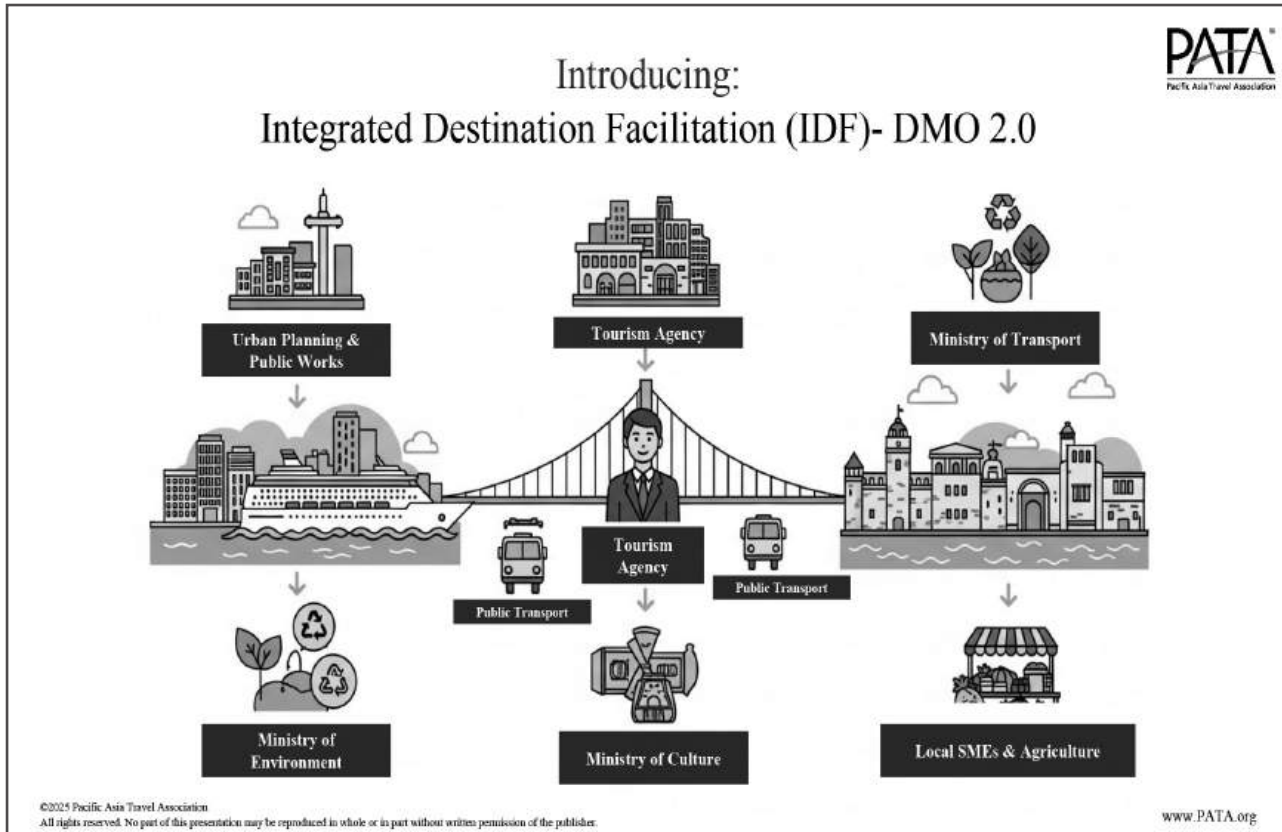 PATA
Pacific Asia Travel Association
Introducing:
Integrated Destination Facilitation (IDF)- DMO 2.0
Urban Planning &
Public Works
Tourism Agency
Ministry of Transport
Tourism
Agency
Public Transport
Public Transport
Ministry of
Environment
Ministry of Culture
Local SMEs & Agriculture
©2025 Pacific Asia Travel Association
All rights reserved. No part of this presentation may be reproduced in whole or in part without written permission of the publisher.
www.PATA.org